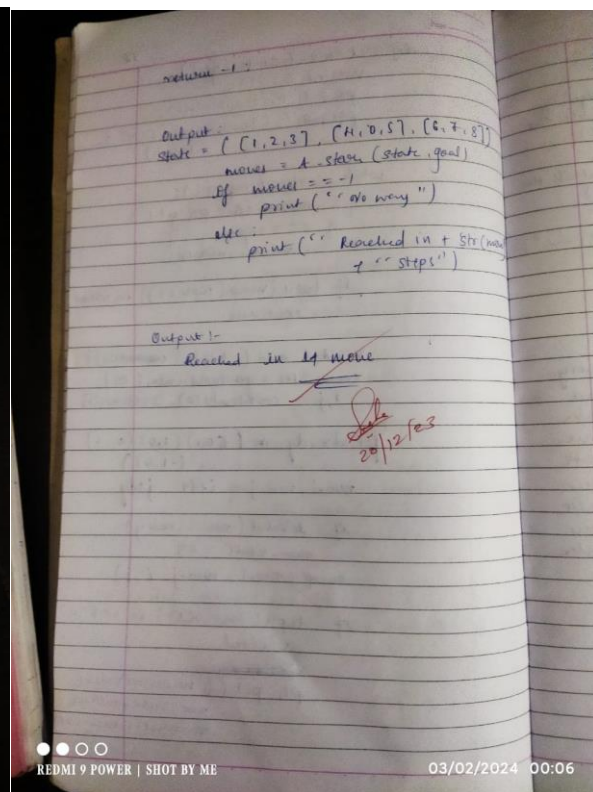 return -1 :
Output :
State = ( [1, 2, 3] , [4, 0, 5] , [6, 7, 8] )
moves = A - star (state, goal)
if moves == -1
print (" No way ")
else :
print (" Reached in + Str(mov
+ " steps")
Output :-
Reached in 14 move
20/12/23
REDMI 9 POWER | SHOT BY ME
03/02/2024 00:06